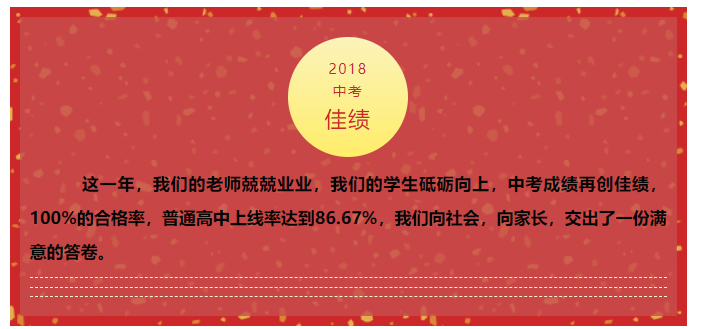 2018
中考
佳绩
这一年，我们的老师兢兢业业，我们的学生砥砺向上，中考成绩再创佳绩，
100%的合格率，普通高中上线率达到86.67%，我们向社会，向家长，交出了一份满
意的答卷。